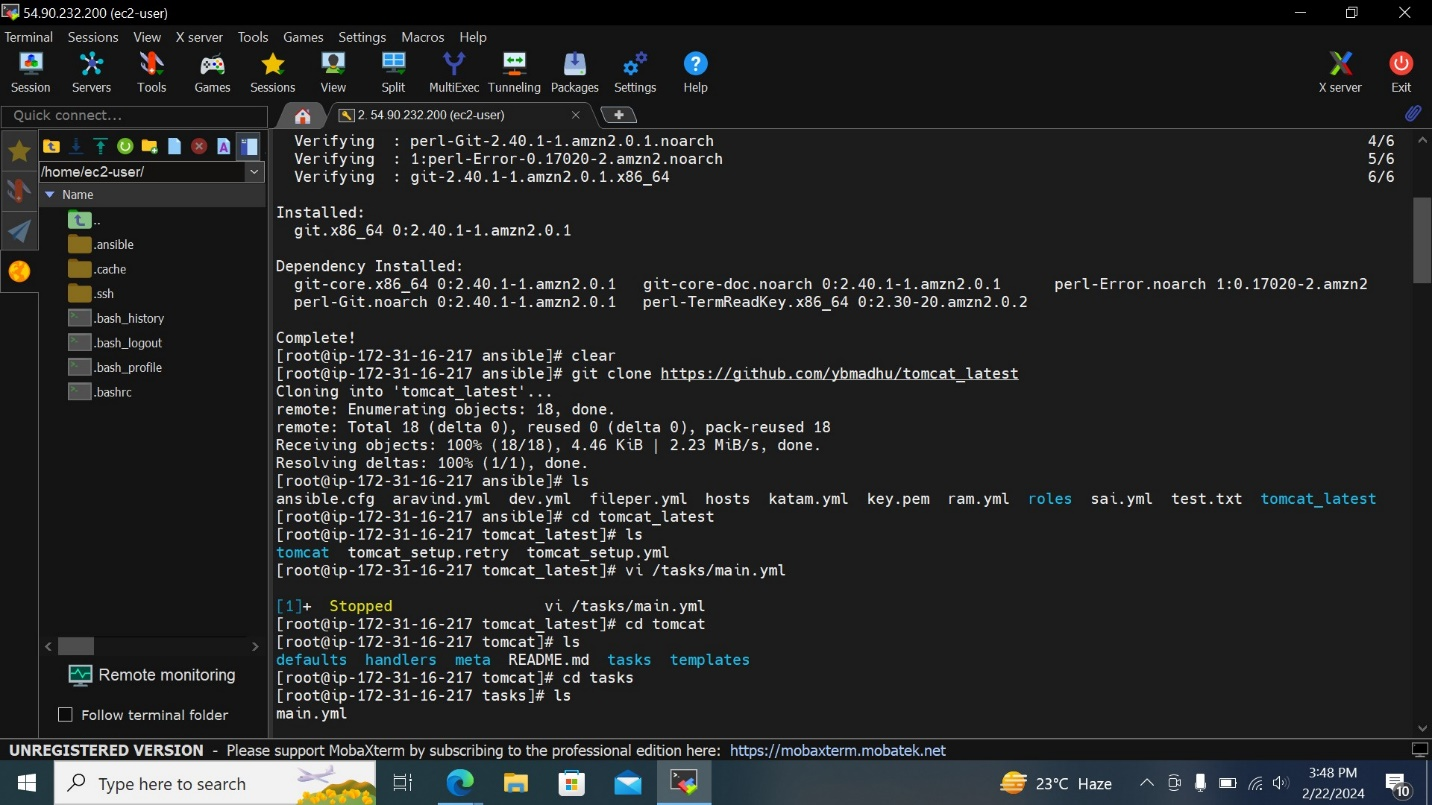 54.90.232.200 (ec2-user)
Terminal Sessions View X server Tools Games Settings Macros Help
Session Servers Tools Games Sessions View Split MultiExec Tunneling Packages Settings Help X server Exit
Quick connect...
2. 54.90.232.200 (ec2-user)
/home/ec2-user/
Name
..
.ansible
.cache
.ssh
.bash_history
.bash_logout
.bash_profile
.bashrc
Remote monitoring
Follow terminal folder
Verifying : perl-Git-2.40.1-1.amzn2.0.1.noarch 4/6
Verifying : 1:perl-Error-0.17020-2.amzn2.noarch 5/6
Verifying : git-2.40.1-1.amzn2.0.1.x86_64 6/6
Installed:
git.x86_64 0:2.40.1-1.amzn2.0.1
Dependency Installed:
git-core.x86_64 0:2.40.1-1.amzn2.0.1 git-core-doc.noarch 0:2.40.1-1.amzn2.0.1 perl-Error.noarch 1:0.17020-2.amzn2
perl-Git.noarch 0:2.40.1-1.amzn2.0.1 perl-TermReadKey.x86_64 0:2.30-20.amzn2.0.2
Complete!
[root@ip-172-31-16-217 ansible]# clear
[root@ip-172-31-16-217 ansible]# git clone https://github.com/ybmadhu/tomcat_latest
Cloning into 'tomcat_latest'...
remote: Enumerating objects: 18, done.
remote: Total 18 (delta 0), reused 0 (delta 0), pack-reused 18
Receiving objects: 100% (18/18), 4.46 KiB | 2.23 MiB/s, done.
Resolving deltas: 100% (1/1), done.
[root@ip-172-31-16-217 ansible]# ls
ansible.cfg aravind.yml dev.yml fileper.yml hosts katam.yml key.pem ram.yml roles sai.yml test.txt tomcat_latest
[root@ip-172-31-16-217 ansible]# cd tomcat_latest
[root@ip-172-31-16-217 tomcat_latest]# ls
tomcat tomcat_setup.retry tomcat_setup.yml
[root@ip-172-31-16-217 tomcat_latest]# vi /tasks/main.yml
[1]+ Stopped vi /tasks/main.yml
[root@ip-172-31-16-217 tomcat_latest]# cd tomcat
[root@ip-172-31-16-217 tomcat]# ls
defaults handlers meta README.md tasks templates
[root@ip-172-31-16-217 tomcat]# cd tasks
[root@ip-172-31-16-217 tasks]# ls
main.yml
UNREGISTERED VERSION - Please support MobaXterm by subscribing to the professional edition here: https://mobaxterm.mobatek.net
Type here to search
23°C Haze
3:48 PM
2/22/2024
10